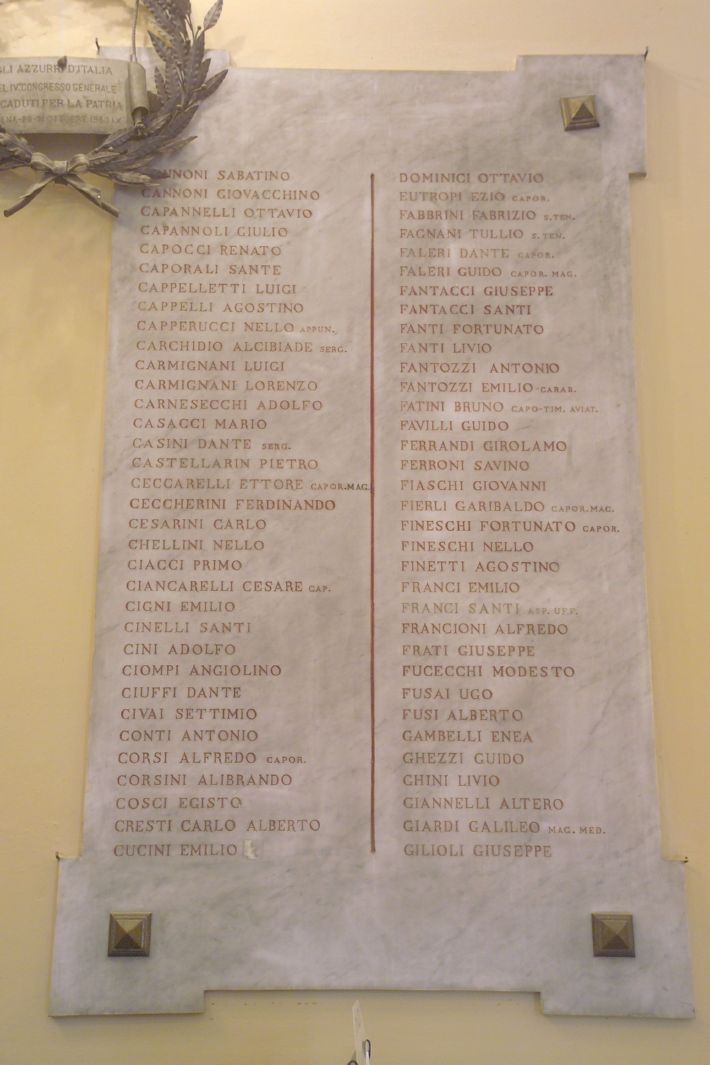 GLI AZZURRI D'ITALIA
IV CONGRESSO GENERALE
CADUTI PER LA PATRIA
SABATINO
CANNONI GIOVACCHINO
CAPANNELLI OTTAVIO
CAPANNOLI GIULIO
CAPOCCI RENATO
CAPORALI SANTE
CAPPELLETTI LUIGI
CAPPELLI AGOSTINO
CAPPERUCCI NELLO APPUN.
CARCHIDIO ALCIBIADE SERG.
CARMIGNANI LUIGI
CARMIGNANI LORENZO
CARNESECCHI ADOLFO
CASACCI MARIO
CASINI DANTE SERG.
CASTELLARIN PIETRO
CECCARELLI ETTORE CAPOR.MAG.
CECCHERINI FERDINANDO
CESARINI CARLO
CHELLINI NELLO
CIACCI PRIMO
CIANCARELLI CESARE CAP.
CIGNI EMILIO
CINELLI SANTI
CINI ADOLFO
CIOMPI ANGIOLINO
CIUFFI DANTE
CIVAI SETTIMIO
CONTI ANTONIO
CORSI ALFREDO CAPOR.
CORSINI ALIBRANDO
COSCI EGISTO
CRESTI CARLO ALBERTO
CUCINI EMILIO
DOMINICI OTTAVIO
EUTROPI EZIO CAPOR.
FABBRINI FABRIZIO S.TEN.
FAGNANI TULLIO S.TEN.
FALERI DANTE CAPOR.
FALERI GUIDO CAPOR. MAG.
FANTACCI GIUSEPPE
FANTACCI SANTI
FANTI FORTUNATO
FANTI LIVIO
FANTOZZI ANTONIO
FANTOZZI EMILIO CARAB.
FATINI BRUNO CAPO-TIM. AVIAT.
FAVILLI GUIDO
FERRANDI GIROLAMO
FERRONI SAVINO
FIASCHI GIOVANNI
FIERLI GARIBALDO CAPOR.MAG.
FINESCHI FORTUNATO CAPOR.
FINESCHI NELLO
FINETTI AGOSTINO
FRANCI EMILIO
FRANCI SANTI ASP. UFF.
FRANCIONI ALFREDO
FRATI GIUSEPPE
FUCECCHI MODESTO
FUSAI UGO
FUSI ALBERTO
GAMBELLI ENEA
GHEZZI GUIDO
GHINI LIVIO
GIANNELLI ALTERO
GIARDI GALILEO MAG. MED.
GILIOLI GIUSEPPE